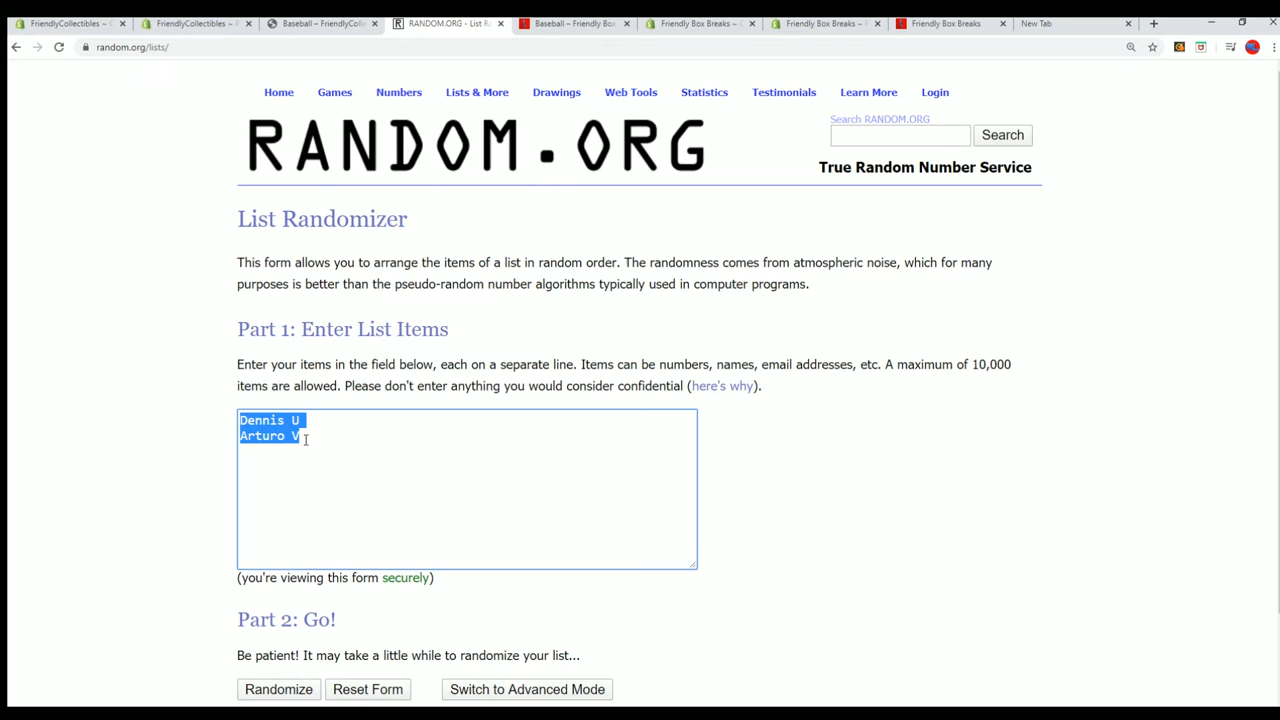 FriendlyCollectibles – C
FriendlyCollectibles –
Baseball – FriendlyColle
RANDOM.ORG - List R
Baseball – Friendly Box
Friendly Box Breaks –
Friendly Box Breaks –
Friendly Box Breaks
New Tab
random.org/lists/
Home Games Numbers Lists & More Drawings Web Tools Statistics Testimonials Learn More Login
RANDOM.ORG
Search RANDOM.ORG
Search
True Random Number Service
List Randomizer
This form allows you to arrange the items of a list in random order. The randomness comes from atmospheric noise, which for many
purposes is better than the pseudo-random number algorithms typically used in computer programs.
Part 1: Enter List Items
Enter your items in the field below, each on a separate line. Items can be numbers, names, email addresses, etc. A maximum of 10,000
items are allowed. Please don't enter anything you would consider confidential (here's why).
Dennis U
Arturo V
(you're viewing this form securely)
Part 2: Go!
Be patient! It may take a little while to randomize your list...
Randomize Reset Form Switch to Advanced Mode